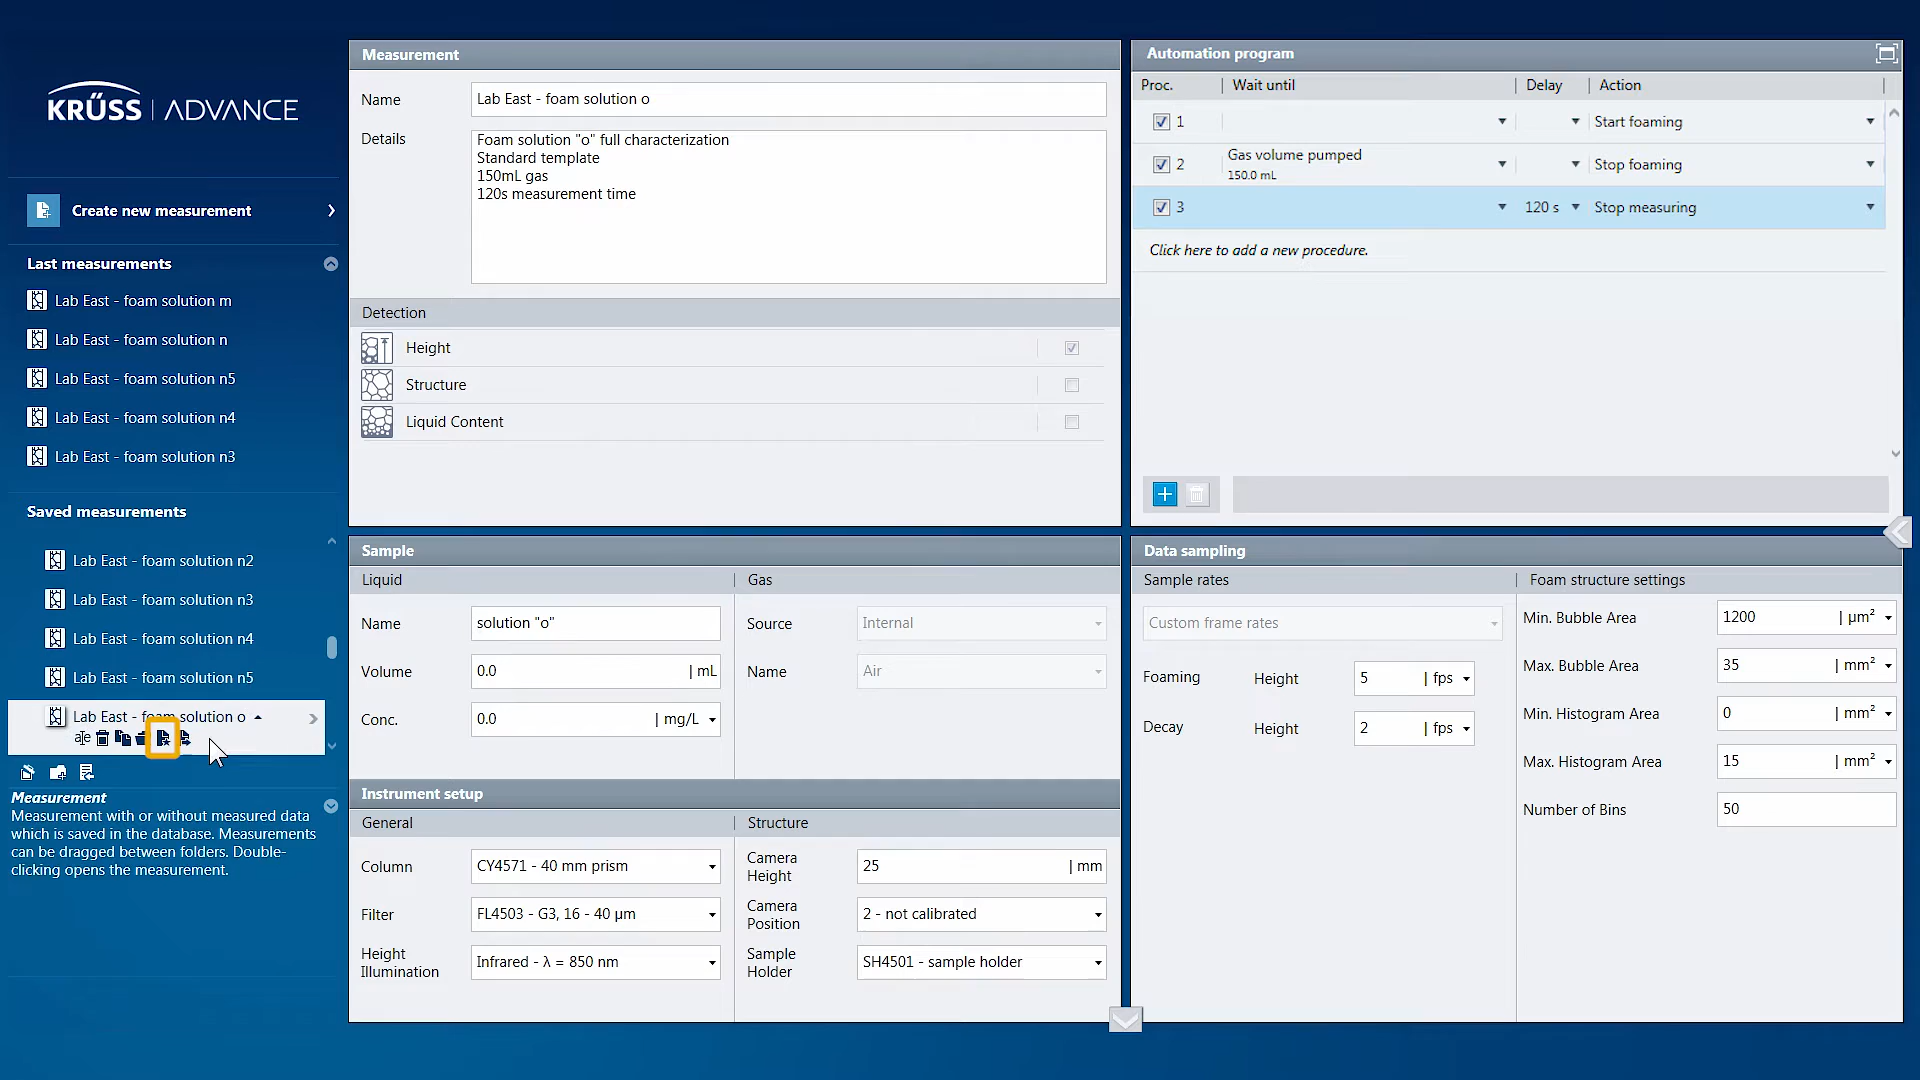 KRÜSS | ADVANCE
Create new measurement
Last measurements
Lab East - foam solution m
Lab East - foam solution n
Lab East - foam solution n5
Lab East - foam solution n4
Lab East - foam solution n3
Saved measurements
Lab East - foam solution n2
Lab East - foam solution n3
Lab East - foam solution n4
Lab East - foam solution n5
Lab East - foam solution o
Measurement
Measurement with or without measured data
which is saved in the database. Measurements
can be dragged between folders. Double-
clicking opens the measurement.
Measurement
Name
Lab East - foam solution o
Details
Foam solution "o" full characterization
Standard template
150mL gas
120s measurement time
Detection
Height
Structure
Liquid Content
Automation program
Proc. | Wait until | Delay | Action |
1 Start foaming
2 Gas volume pumped Stop foaming
150.0 mL
3 120 s Stop measuring
Click here to add a new procedure.
Sample
Liquid | Gas
Name solution "o" Source Internal
Volume 0.0 | mL Name Air
Conc. 0.0 | mg/L
Instrument setup
General | Structure
Column CY4571 - 40 mm prism
Camera
Height
25 | mm
Filter FL4503 - G3, 16 - 40 µm
Camera
Position
2 - not calibrated
Height
Illumination
Infrared - λ = 850 nm
Sample
Holder
SH4501 - sample holder
Data sampling
Sample rates | Foam structure settings
Custom frame rates
Foaming Height 5 | fps
Decay Height 2 | fps
Min. Bubble Area 1200 | µm²
Max. Bubble Area 35 | mm²
Min. Histogram Area 0 | mm²
Max. Histogram Area 15 | mm²
Number of Bins 50